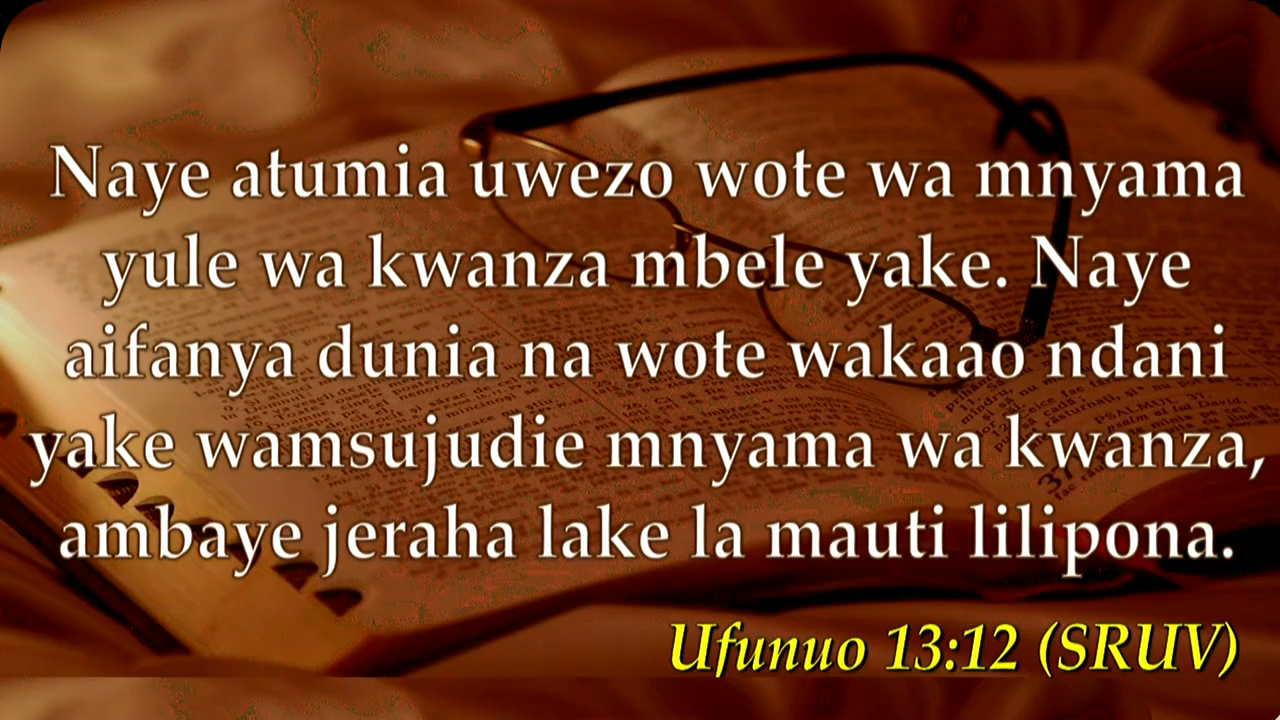 Naye atumia uwezo wote wa mnyama
yule wa kwanza mbele yake. Naye
aifanya dunia na wote wakaao ndani
yake wamsujudie mnyama wa kwanza,
ambaye jeraha lake la mauti lilipona.
Ufunuo 13:12 (SRUV)